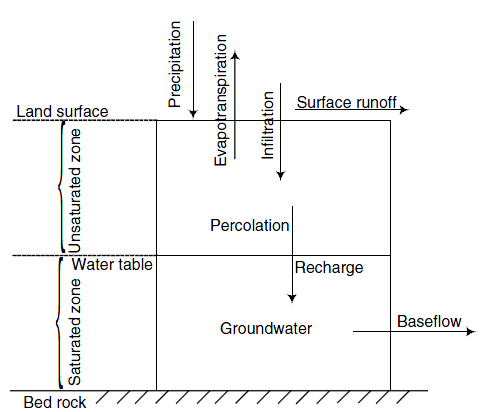 Precipitation
Evapotranspiration
Infiltration
Surface runoff
Land surface
Unsaturated zone
Percolation
Water table
Recharge
Saturated zone
Groundwater
Baseflow
Bed rock